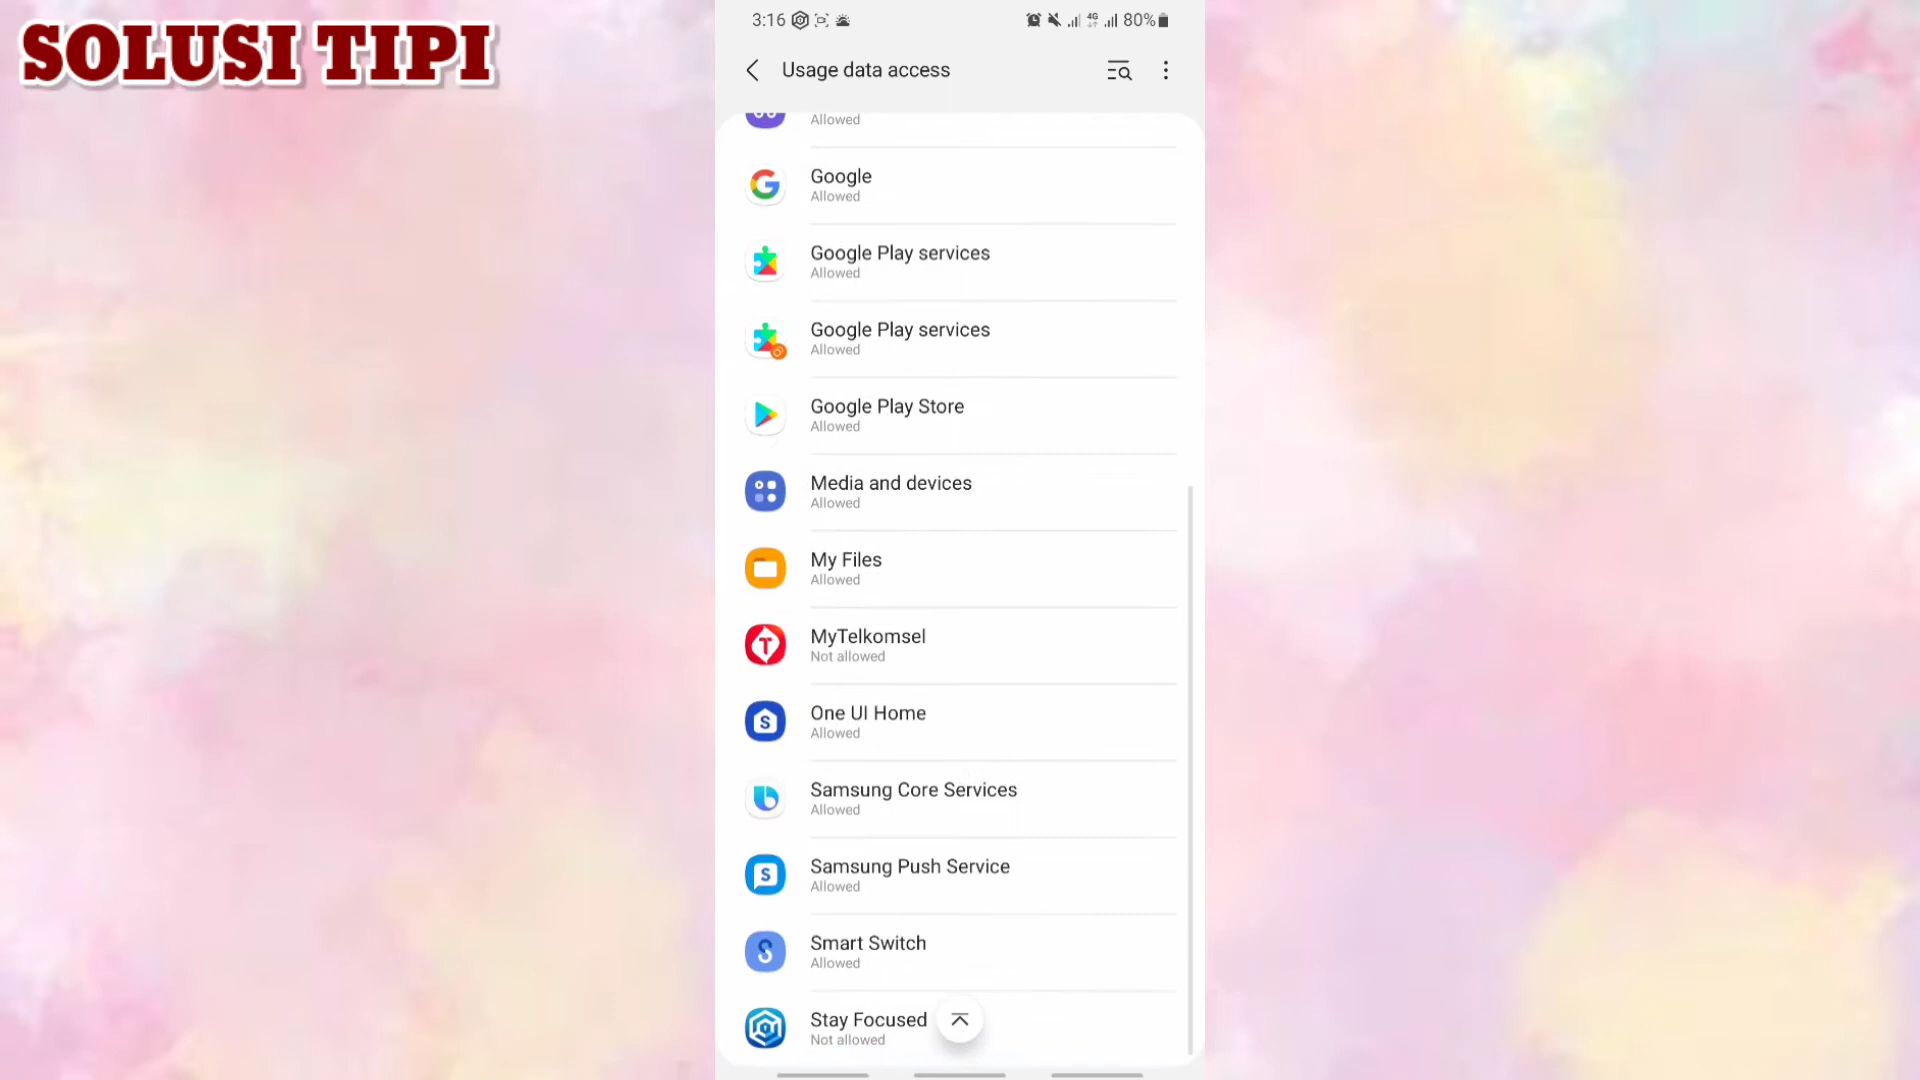 SOLUSI TIPI
3:16 4G 80%
Usage data access
Allowed
Google
Allowed
Google Play services
Allowed
Google Play services
Allowed
Google Play Store
Allowed
Media and devices
Allowed
My Files
Allowed
MyTelkomsel
Not allowed
One UI Home
Allowed
Samsung Core Services
Allowed
Samsung Push Service
Allowed
Smart Switch
Allowed
Stay Focused
Not allowed